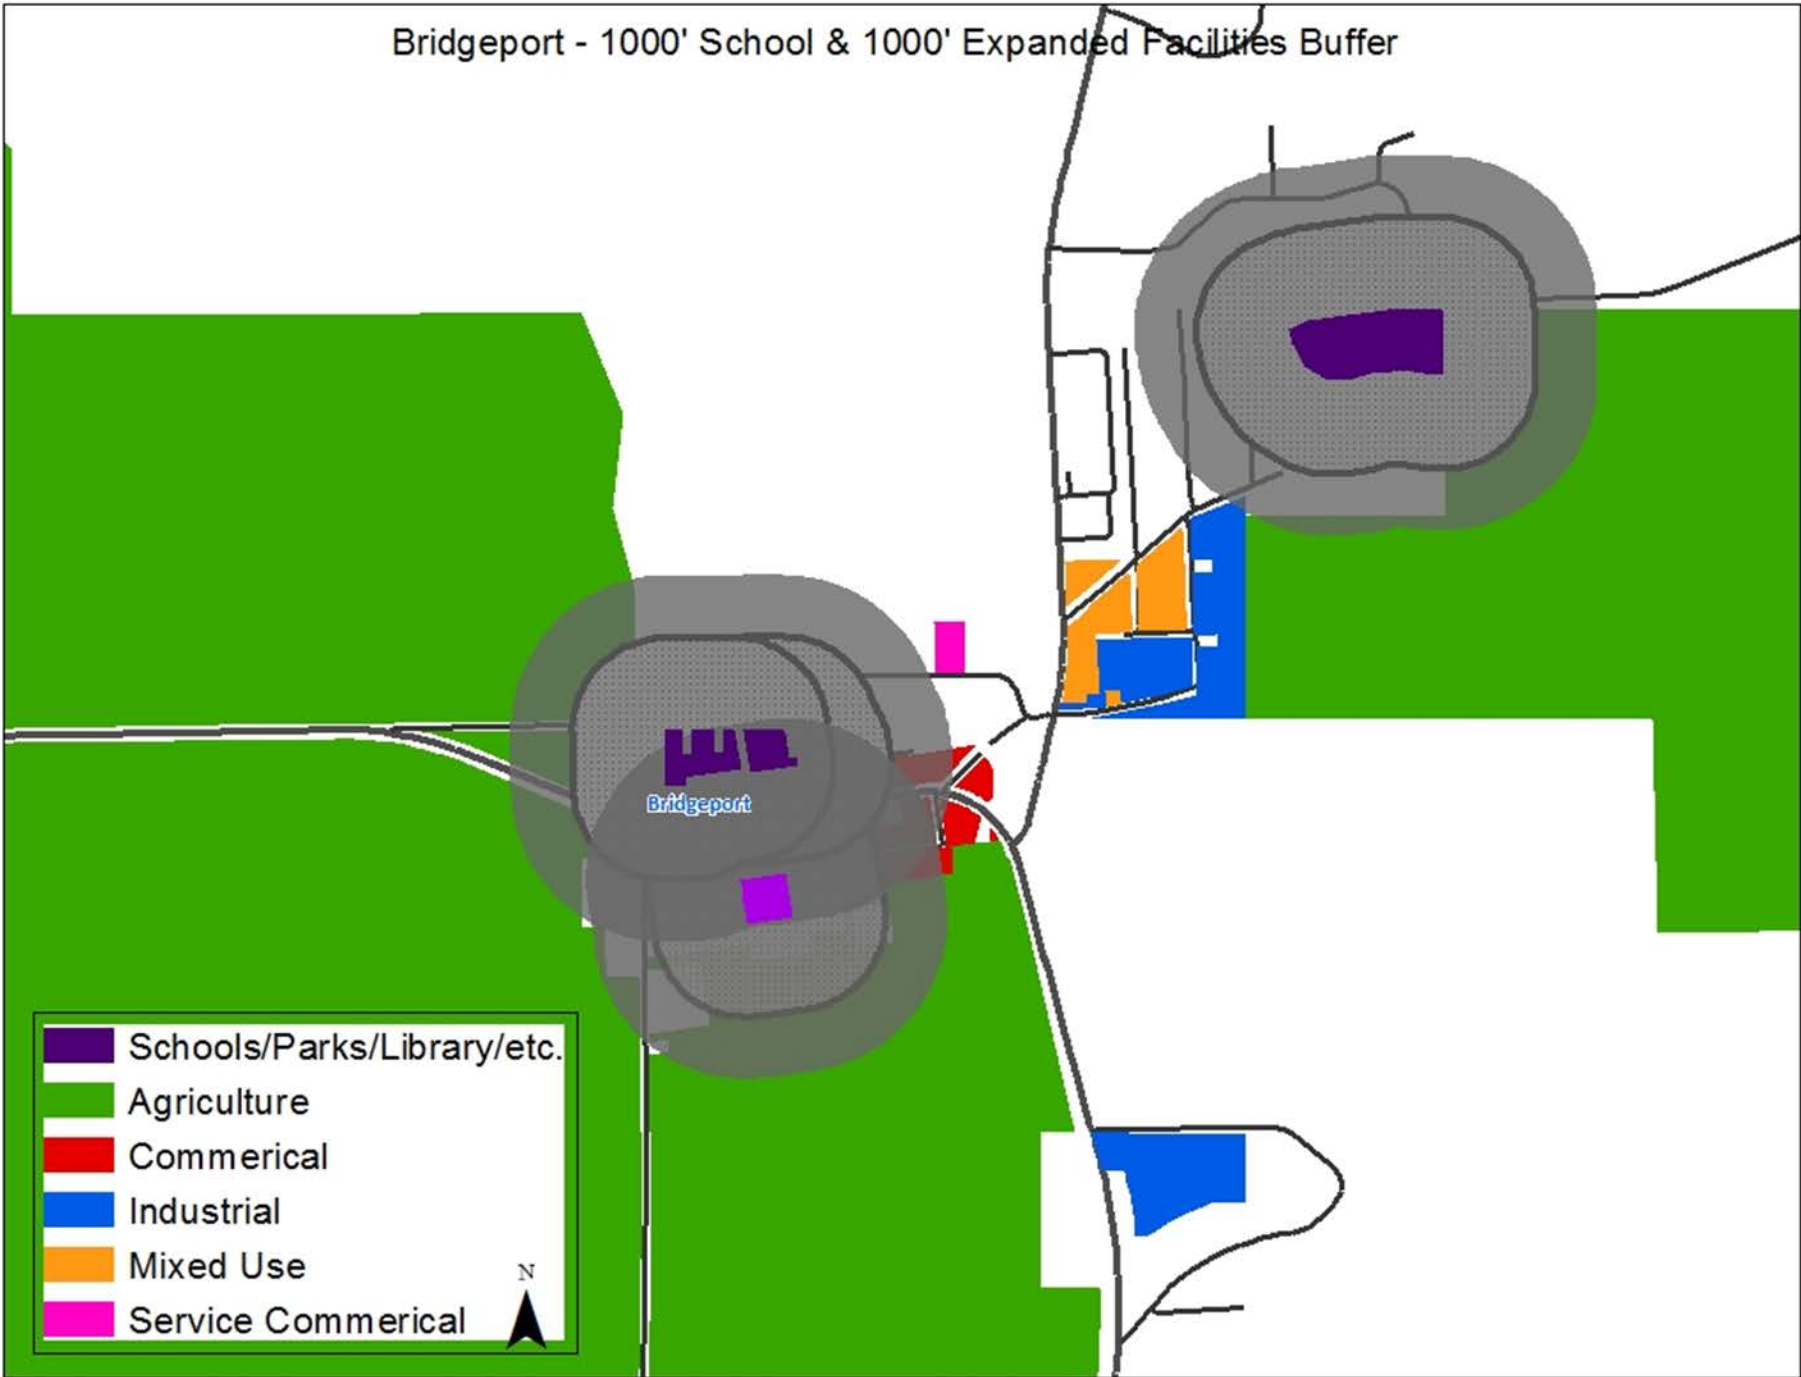 Bridgeport - 1000' School & 1000' Expanded Facilities Buffer
Bridgeport
Schools/Parks/Library/etc.
Agriculture
Commerical
Industrial
Mixed Use
N
Service Commerical